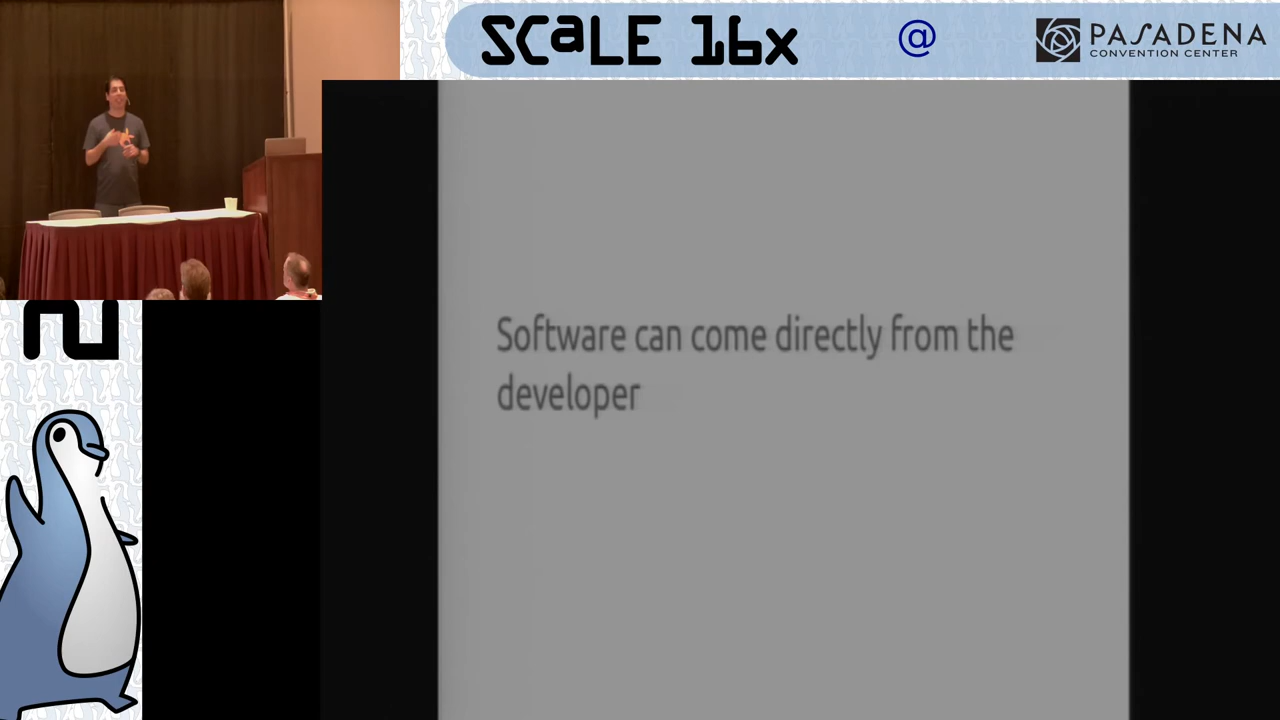 SCaLE 16x
@
PASADENA
CONVENTION CENTER
Software can come directly from the
developer